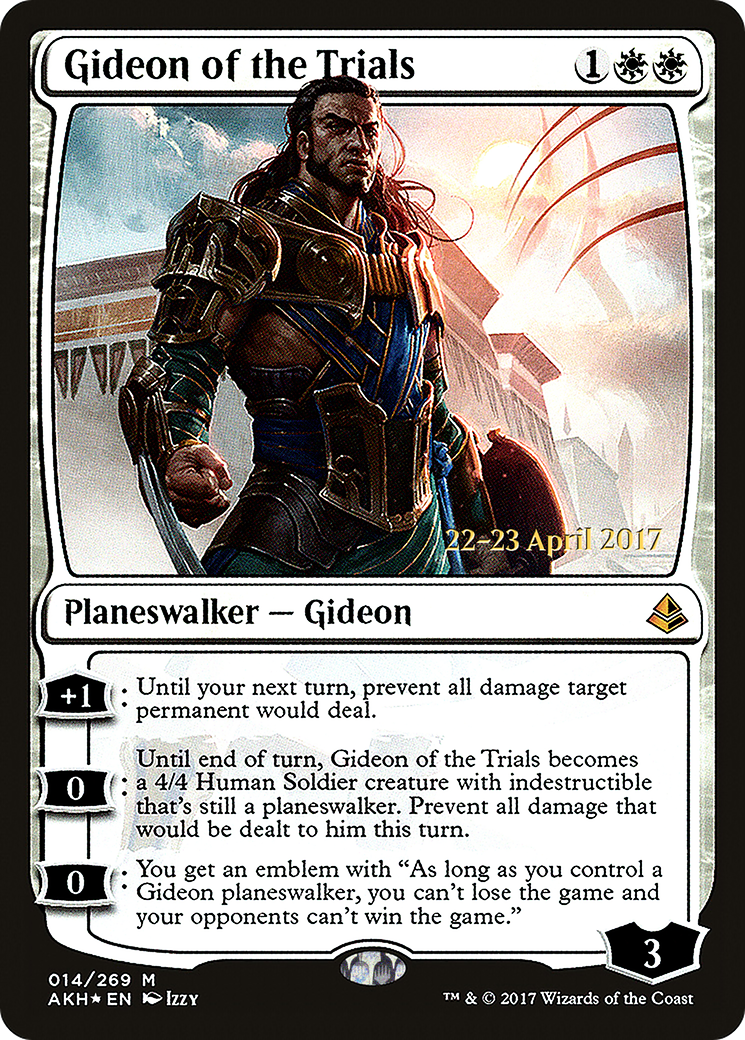 Gideon of the Trials 1
22–23 April 2017
Planeswalker — Gideon
+1 : Until your next turn, prevent all damage target
permanent would deal.
Until end of turn, Gideon of the Trials becomes
0 : a 4/4 Human Soldier creature with indestructible
that's still a planeswalker. Prevent all damage that
would be dealt to him this turn.
0 : You get an emblem with “As long as you control a
Gideon planeswalker, you can't lose the game and
your opponents can't win the game.”
3
014/269 M
AKH★EN Izzy
™ & © 2017 Wizards of the Coast